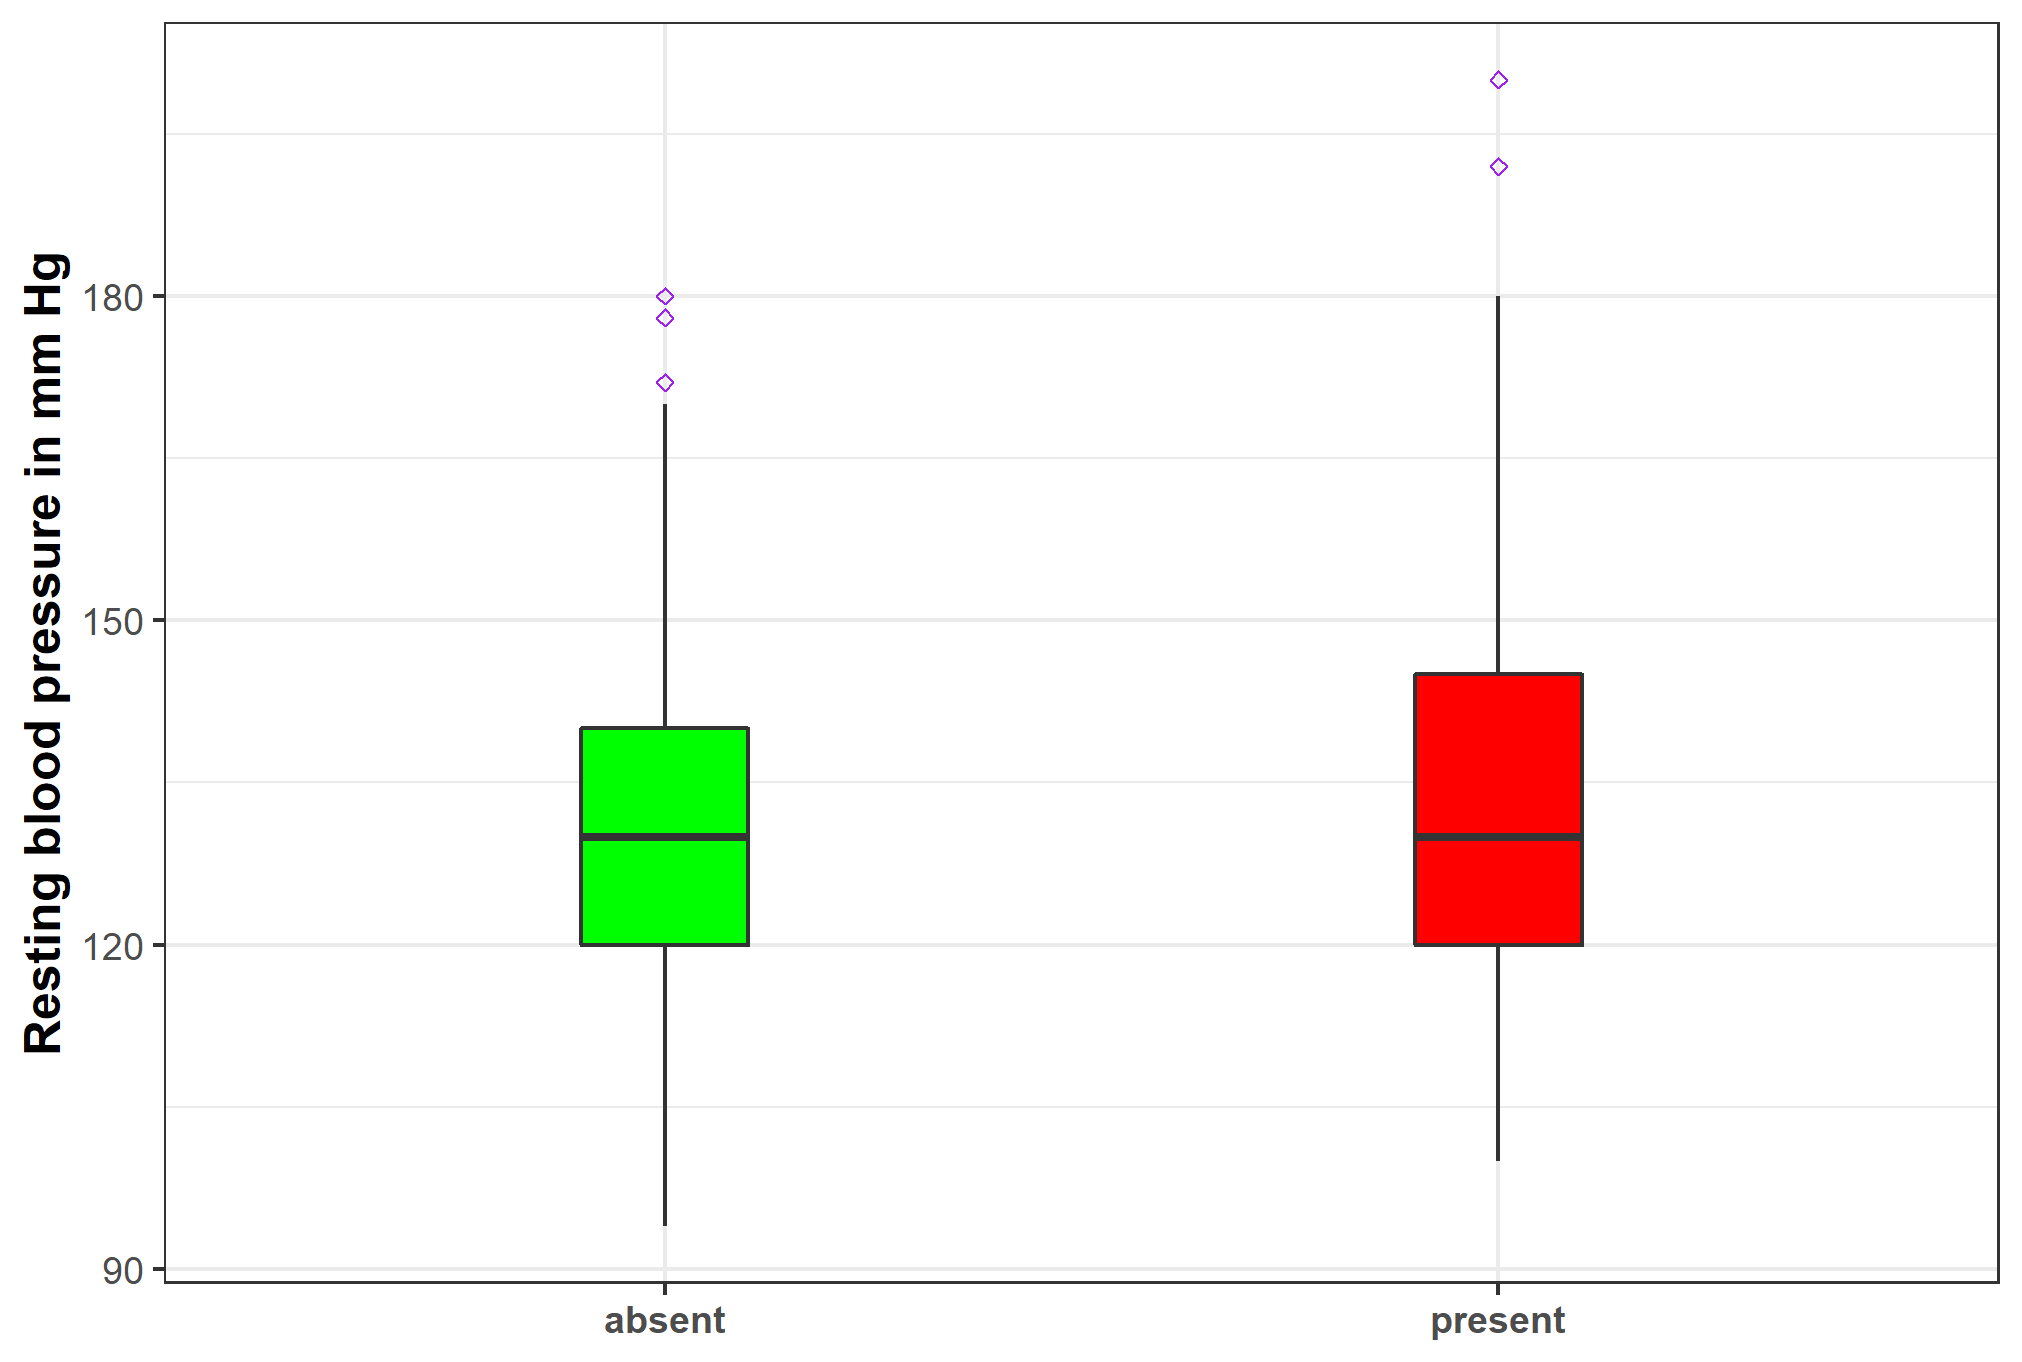 Resting blood pressure in mm Hg
180
150
120
90
absent
present